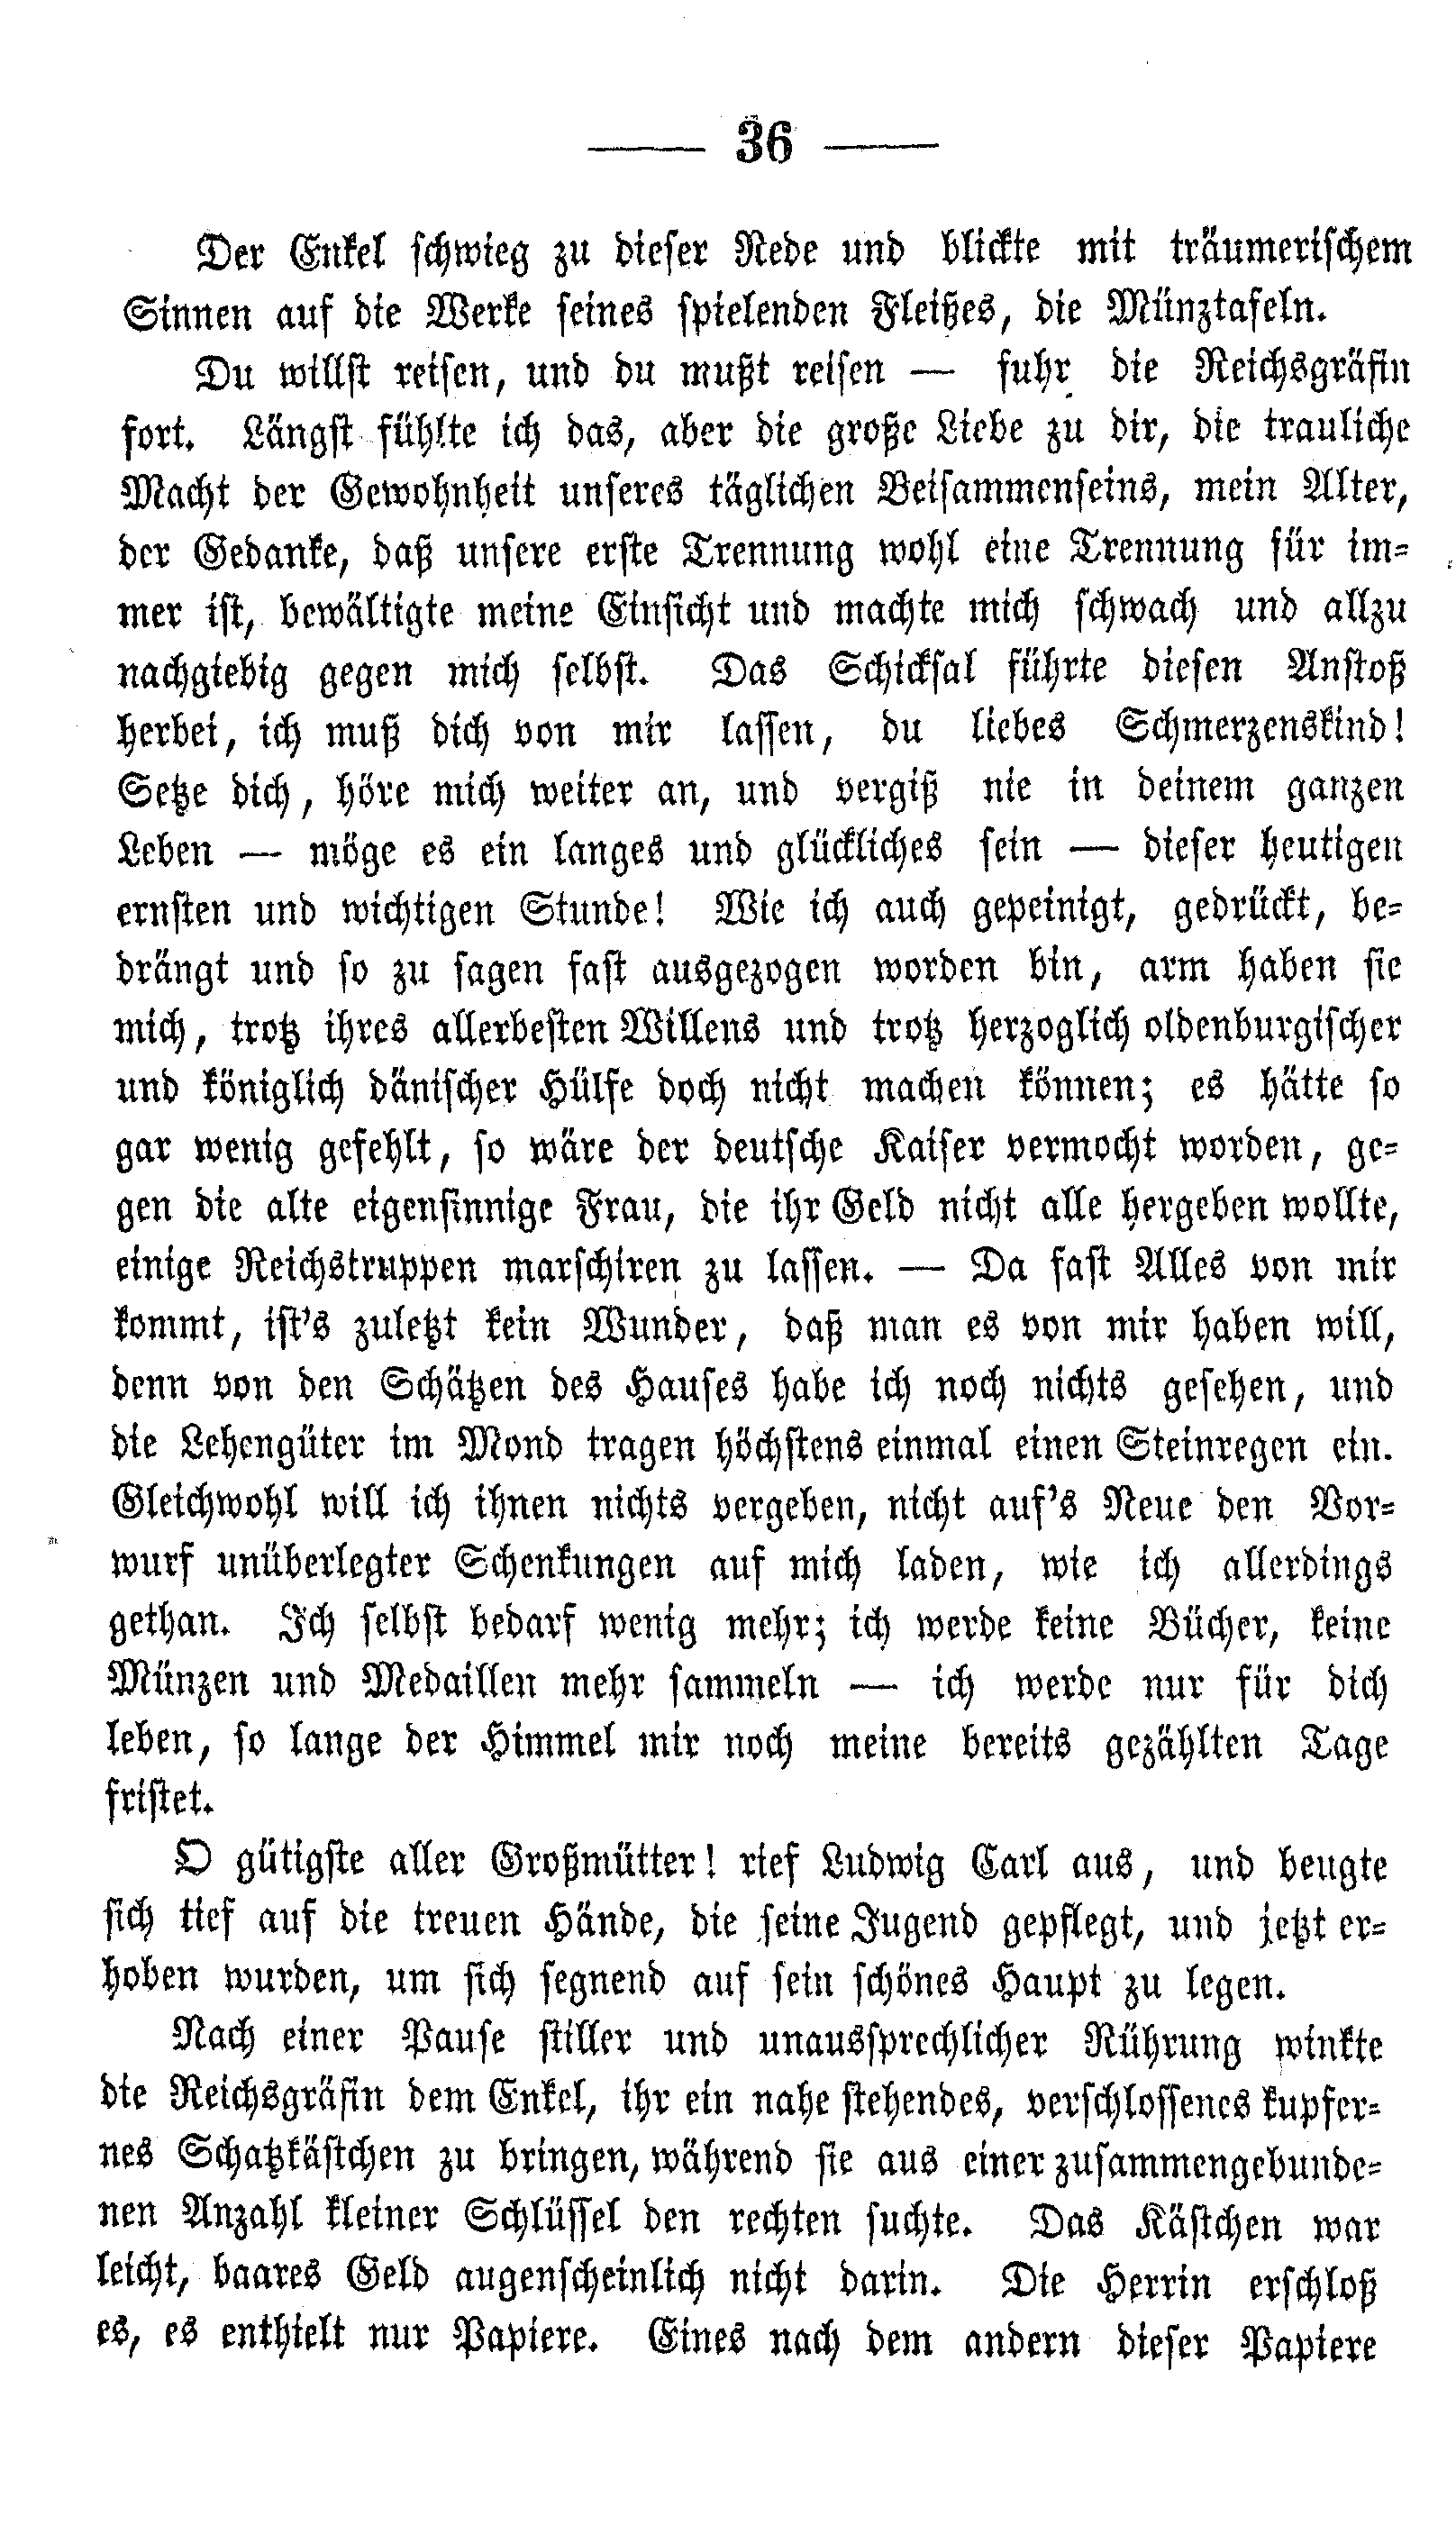 — 36 —
Der Enkel schwieg zu dieser Rede und blickte mit träumerischem
Sinnen auf die Werke seines spielenden Fleißes, die Münztafeln.
Du willst reisen, und du mußt reisen — fuhr die Reichsgräfin
fort. Längst fühlte ich das, aber die große Liebe zu dir, die trauliche
Macht der Gewohnheit unseres täglichen Beisammenseins, mein Alter,
der Gedanke, daß unsere erste Trennung wohl eine Trennung für im-
mer ist, bewältigte meine Einsicht und machte mich schwach und allzu
nachgiebig gegen mich selbst. Das Schicksal führte diesen Anstoß
herbei, ich muß dich von mir lassen, du liebes Schmerzenskind!
Setze dich, höre mich weiter an, und vergiß nie in deinem ganzen
Leben — möge es ein langes und glückliches sein — dieser heutigen
ernsten und wichtigen Stunde! Wie ich auch gepeinigt, gedrückt, be-
drängt und so zu sagen fast ausgezogen worden bin, arm haben sie
mich, trotz ihres allerbesten Willens und trotz herzoglich oldenburgischer
und königlich dänischer Hülfe doch nicht machen können; es hätte so
gar wenig gefehlt, so wäre der deutsche Kaiser vermocht worden, ge-
gen die alte eigensinnige Frau, die ihr Geld nicht alle hergeben wollte,
einige Reichstruppen marschiren zu lassen. — Da fast Alles von mir
kommt, ist's zuletzt kein Wunder, daß man es von mir haben will,
denn von den Schätzen des Hauses habe ich noch nichts gesehen, und
die Lehengüter im Mond tragen höchstens einmal einen Steinregen ein.
Gleichwohl will ich ihnen nichts vergeben, nicht auf's Neue den Vor-
wurf unüberlegter Schenkungen auf mich laden, wie ich allerdings
gethan. Ich selbst bedarf wenig mehr; ich werde keine Bücher, keine
Münzen und Medaillen mehr sammeln — ich werde nur für dich
leben, so lange der Himmel mir noch meine bereits gezählten Tage
fristet.
O gütigste aller Großmütter! rief Ludwig Carl aus, und beugte
sich tief auf die treuen Hände, die seine Jugend gepflegt, und jetzt er-
hoben wurden, um sich segnend auf sein schönes Haupt zu legen.
Nach einer Pause stiller und unaussprechlicher Rührung winkte
die Reichsgräfin dem Enkel, ihr ein nahe stehendes, verschlossenes kupfer-
nes Schatzkästchen zu bringen, während sie aus einer zusammengebunde-
nen Anzahl kleiner Schlüssel den rechten suchte. Das Kästchen war
leicht, baares Geld augenscheinlich nicht darin. Die Herrin erschloß
es, es enthielt nur Papiere. Eines nach dem andern dieser Papiere